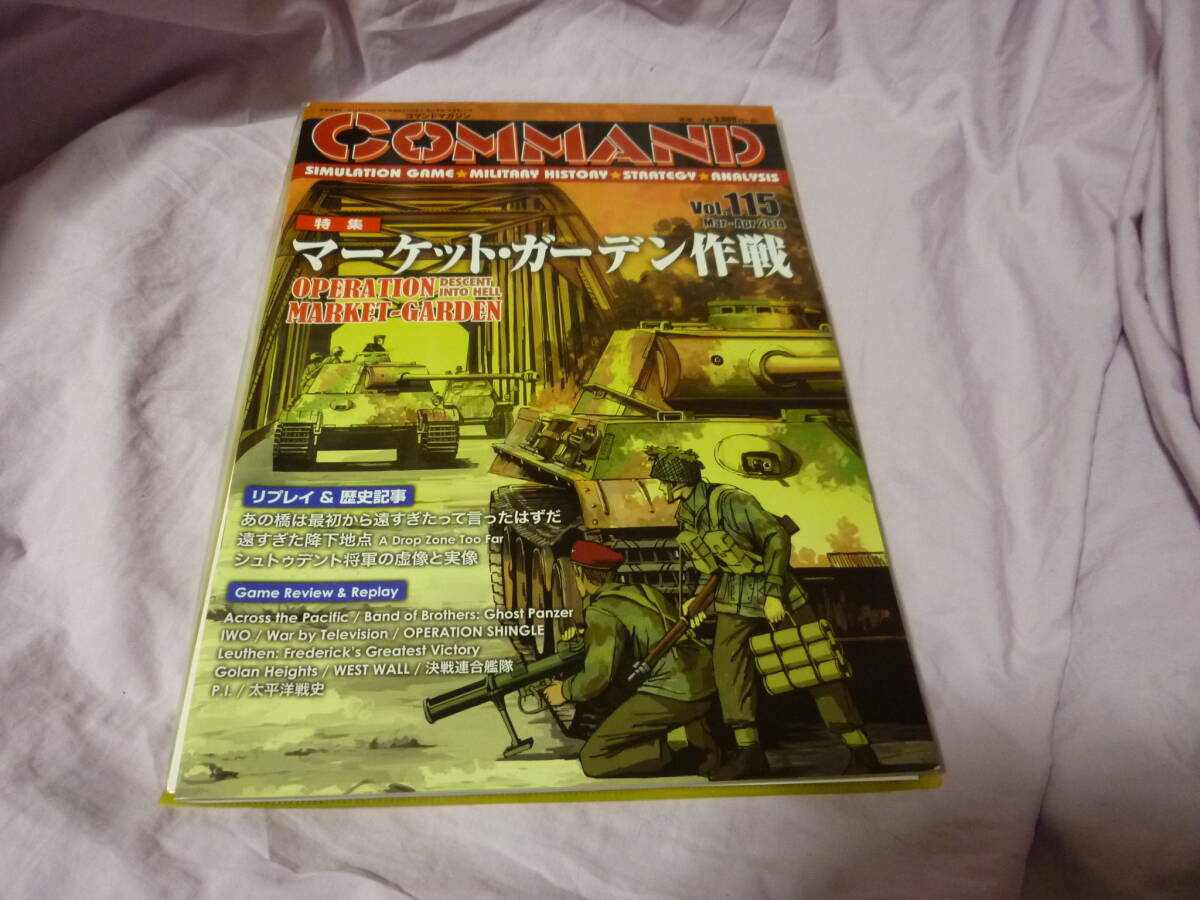 コマンドマガジン
COMMAND
SIMULATION GAME★MILITARY HISTORY★STRATEGY★ANALYSIS
Vol.115
Mar-Apr 2014
特集
マーケット・ガーデン作戦
OPERATION DESCENT INTO HELL
MARKET-GARDEN
リプレイ & 歴史記事
あの橋は最初から遠すぎたって言ったはずだ
遠すぎた降下地点 A Drop Zone Too Far
シュトゥデント将軍の虚像と実像
Game Review & Replay
Across the Pacific / Band of Brothers: Ghost Panzer
IWO / War by Television / OPERATION SHINGLE
Leuthen: Frederick's Greatest Victory
Golan Heights / WEST WALL / 決戦連合艦隊
P.I. / 太平洋戦史